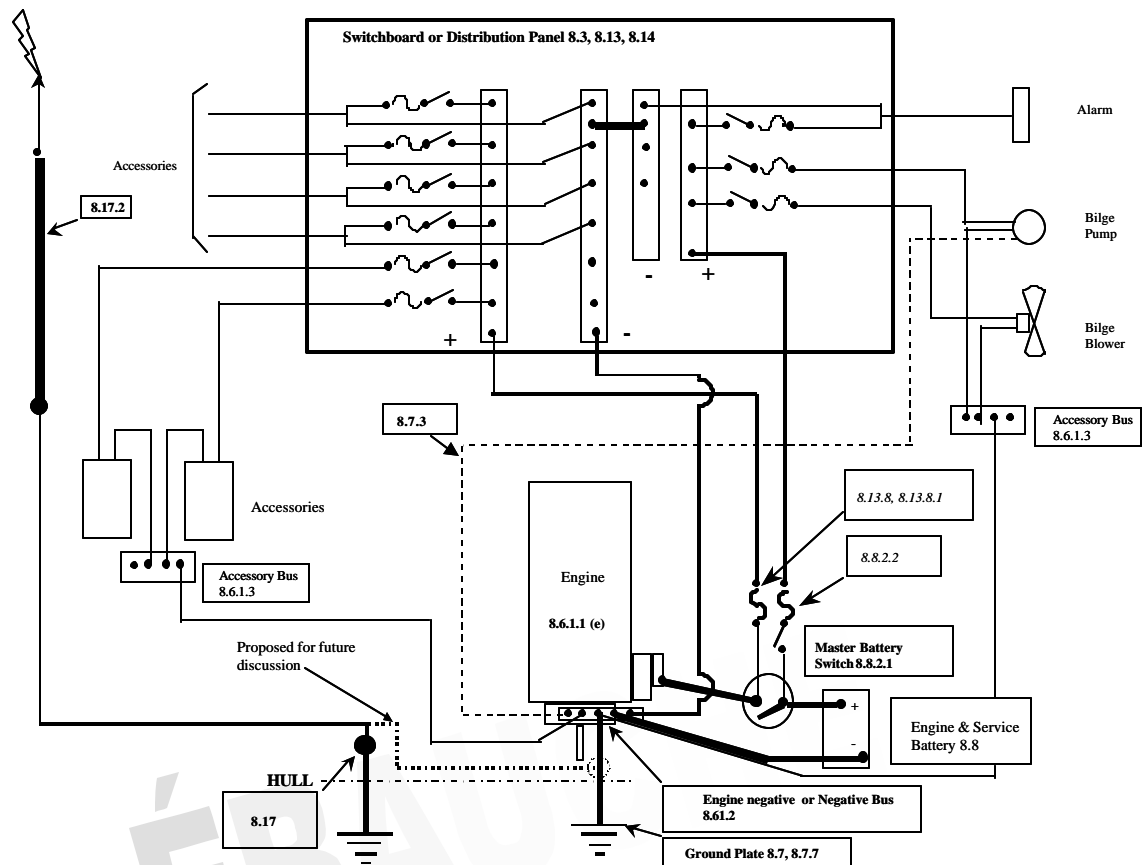 Switchboard or Distribution Panel 8.3, 8.13, 8.14
Alarm
Accessories
8.17.2
Bilge
Pump
-
+
Bilge
Blower
+
-
8.7.3
Accessory Bus
8.6.1.3
8.13.8, 8.13.8.1
Accessories
8.8.2.2
Engine
Accessory Bus
8.6.1.3
8.6.1.1 (e)
Proposed for future
discussion
Master Battery
Switch 8.8.2.1
+
-
Engine & Service
Battery 8.8
HULL
8.17
Engine negative or Negative Bus
8.61.2
Ground Plate 8.7, 8.7.7